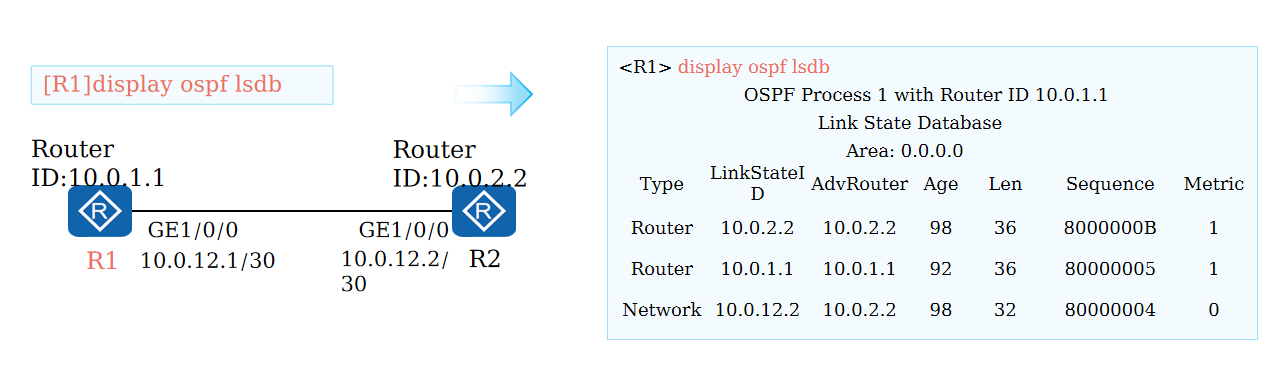 [R1]display ospf lsdb
Router
ID:10.0.1.1
Router
ID:10.0.2.2
R
R
GE1/0/0
GE1/0/0
R1
10.0.12.1/30
10.0.12.2/
30
R2
<R1> display ospf lsdb
OSPF Process 1 with Router ID 10.0.1.1
Link State Database
Area: 0.0.0.0
Type LinkStateI
D AdvRouter Age Len Sequence Metric
Router 10.0.2.2 10.0.2.2 98 36 8000000B 1
Router 10.0.1.1 10.0.1.1 92 36 80000005 1
Network 10.0.12.2 10.0.2.2 98 32 80000004 0